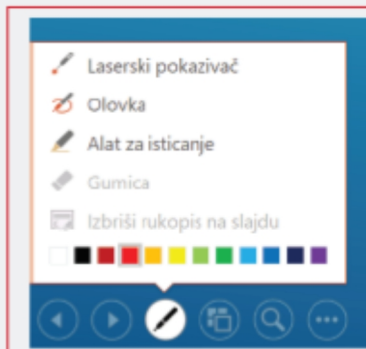 Laserski pokazivač
Olovka
Alat za isticanje
Gumica
Izbriši rukopis na slajdu